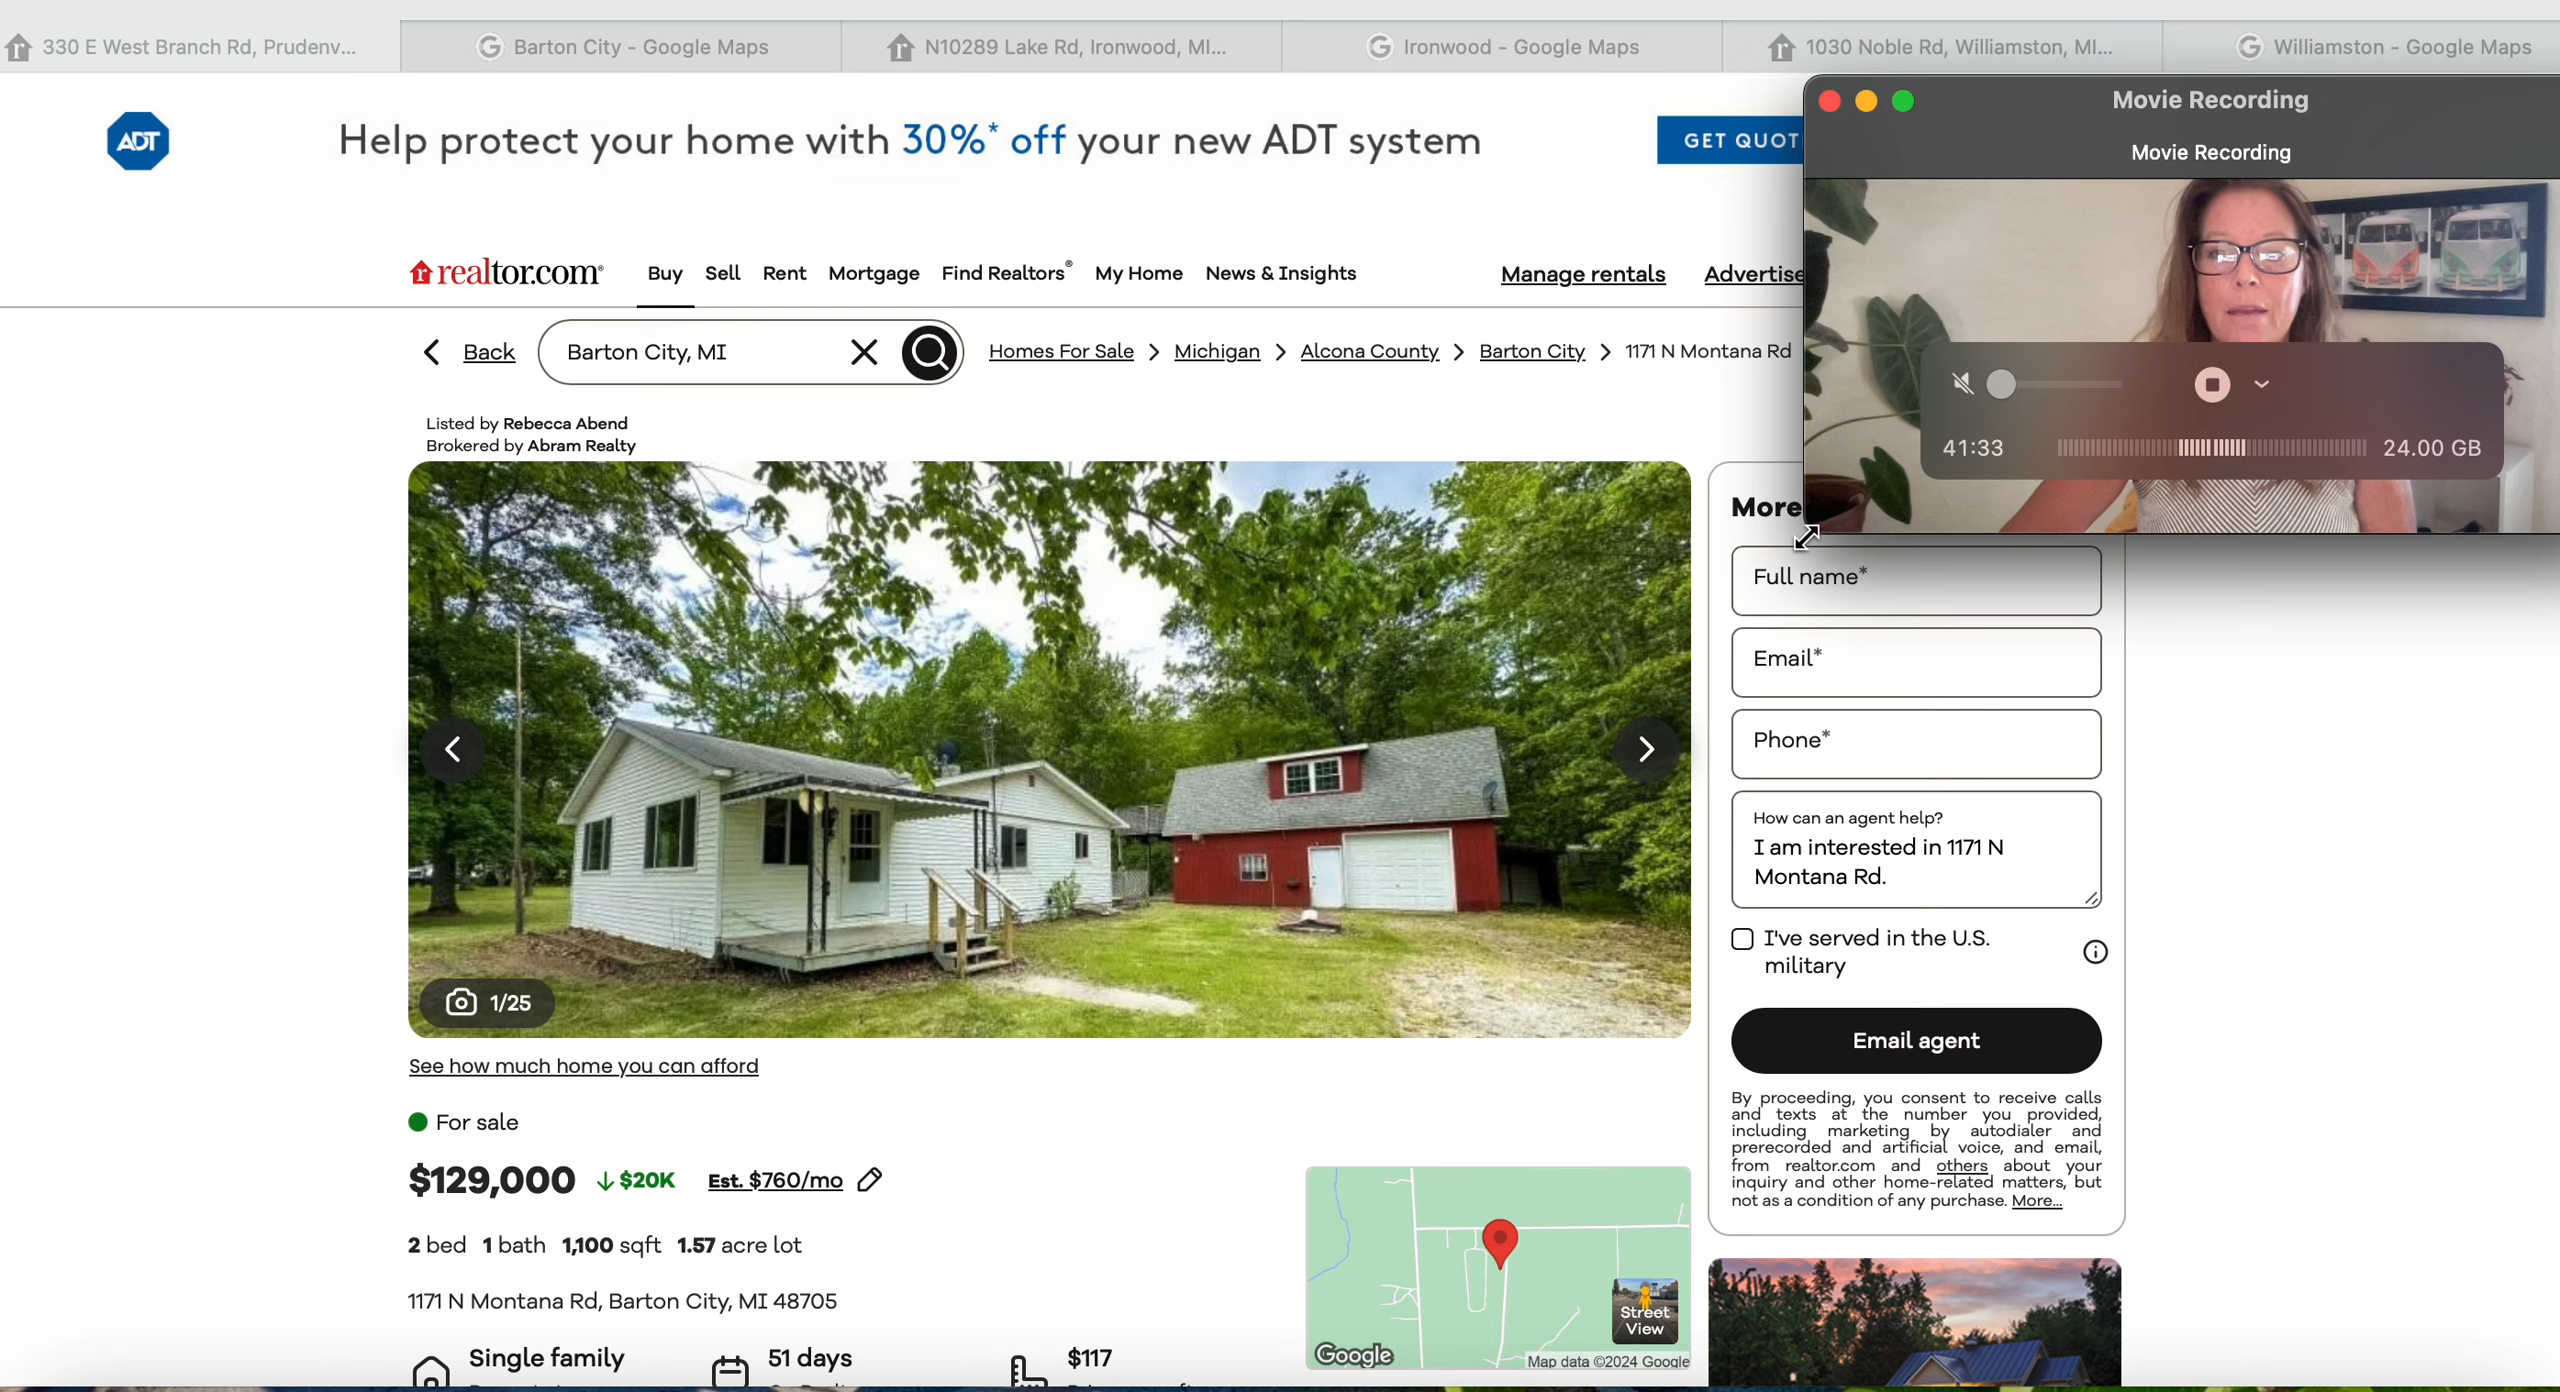 330 E West Branch Rd, Prudenv...
Barton City - Google Maps
N10289 Lake Rd, Ironwood, MI...
Ironwood - Google Maps
1030 Noble Rd, Williamston, MI...
Williamston - Google Maps
ADT
Help protect your home with 30%* off your new ADT system
GET QUOT
Movie Recording
Movie Recording
41:33
24.00 GB
realtor.com®
Buy
Sell
Rent
Mortgage
Find Realtors®
My Home
News & Insights
Manage rentals
Advertise
Back
Barton City, MI
Homes For Sale > Michigan > Alcona County > Barton City > 1171 N Montana Rd
Listed by Rebecca Abend
Brokered by Abram Realty
1/25
More
Full name*
Email*
Phone*
How can an agent help?
I am interested in 1171 N
Montana Rd.
I've served in the U.S.
military
Email agent
By proceeding, you consent to receive calls
and texts at the number you provided,
including marketing by autodialer and
prerecorded and artificial voice, and email,
from realtor.com and others about your
inquiry and other home-related matters, but
not as a condition of any purchase. More...
See how much home you can afford
For sale
$129,000
$20K
Est. $760/mo
2 bed 1 bath 1,100 sqft 1.57 acre lot
1171 N Montana Rd, Barton City, MI 48705
Single family
51 days
$117
Street
View
Google
Map data ©2024 Google